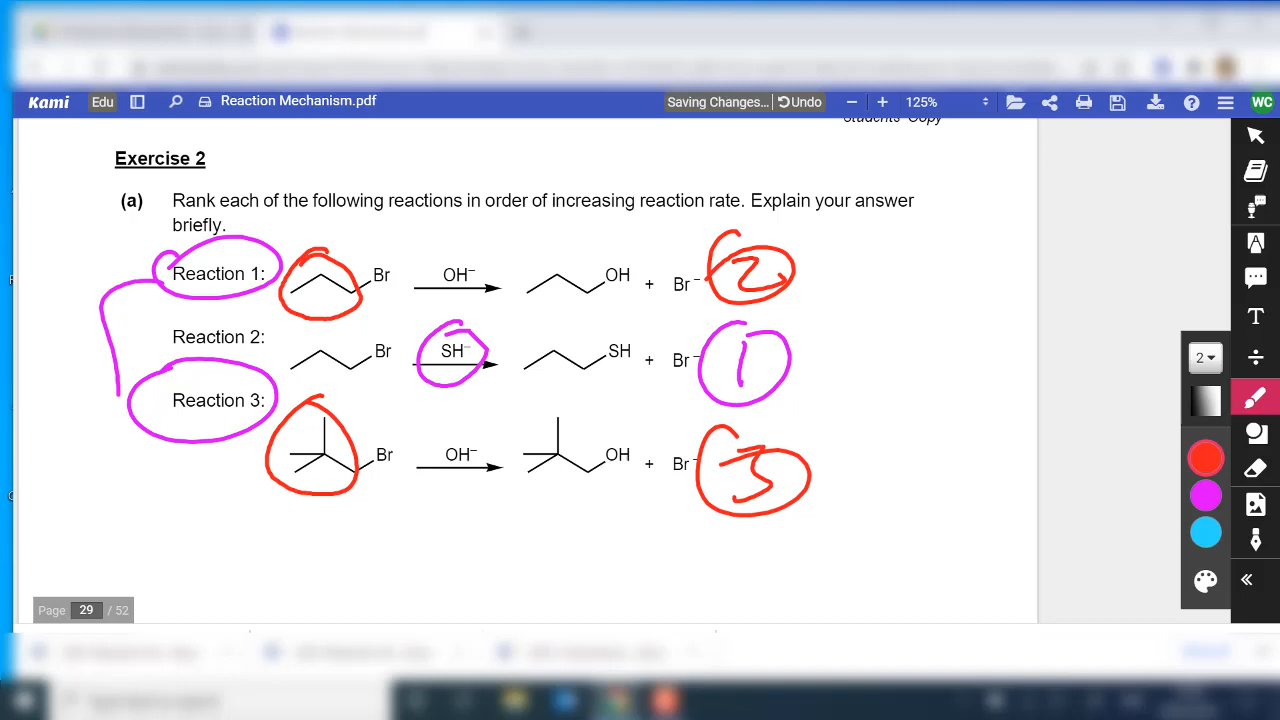 Kami Edu Reaction Mechanism.pdf Saving Changes... Undo 125% WC
Students' Copy
Exercise 2
(a) Rank each of the following reactions in order of increasing reaction rate. Explain your answer
briefly.
Reaction 1: Br OH⁻ OH + Br⁻ 2
Reaction 2: Br SH⁻ SH + Br⁻ 1
Reaction 3: Br OH⁻ OH + Br⁻ 3
2
T
Page 29 / 52